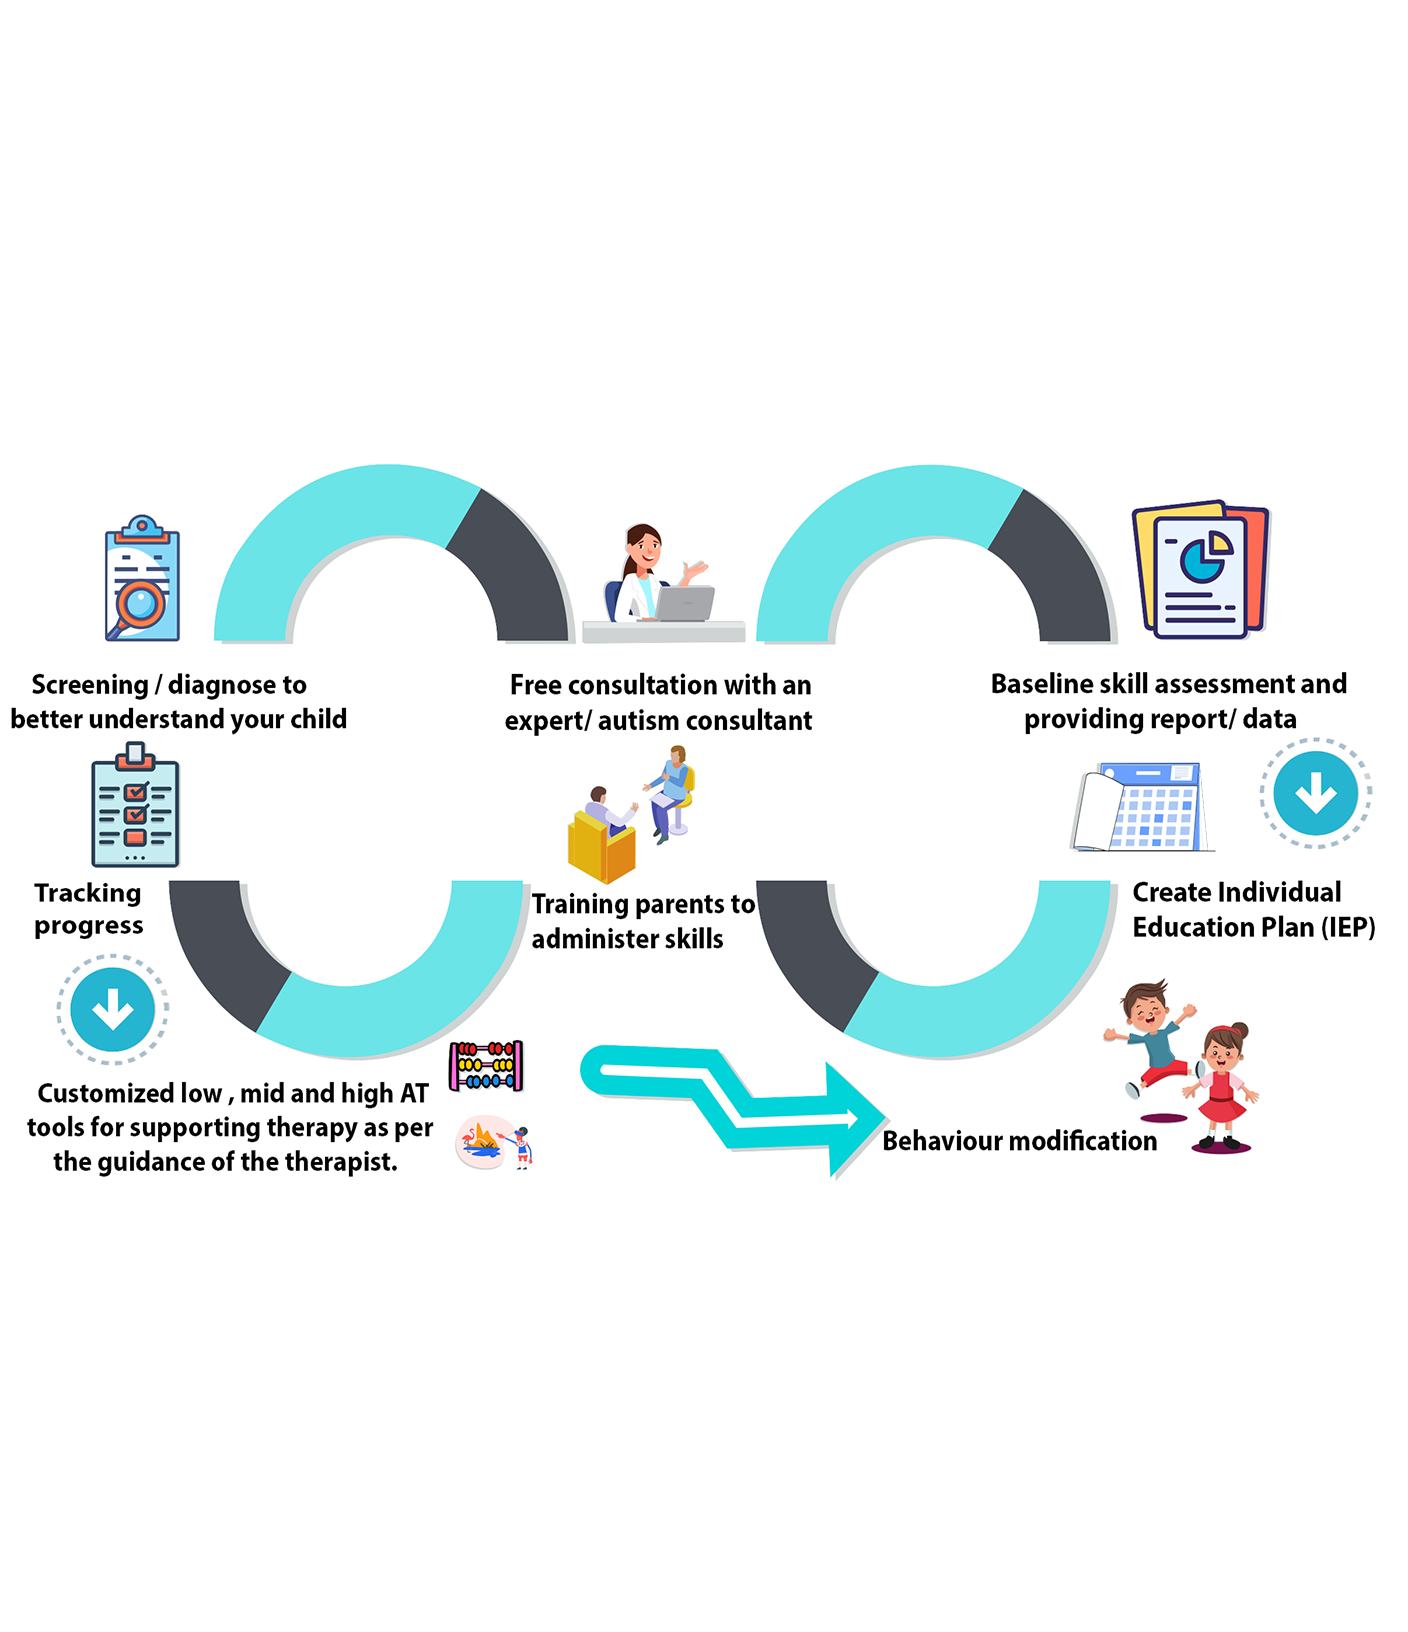 Screening / diagnose to
better understand your child
Free consultation with an
expert/ autism consultant
Baseline skill assessment and
providing report/ data
Create Individual
Education Plan (IEP)
Training parents to
administer skills
Tracking
progress
Customized low , mid and high AT
tools for supporting therapy as per
the guidance of the therapist.
Behaviour modification